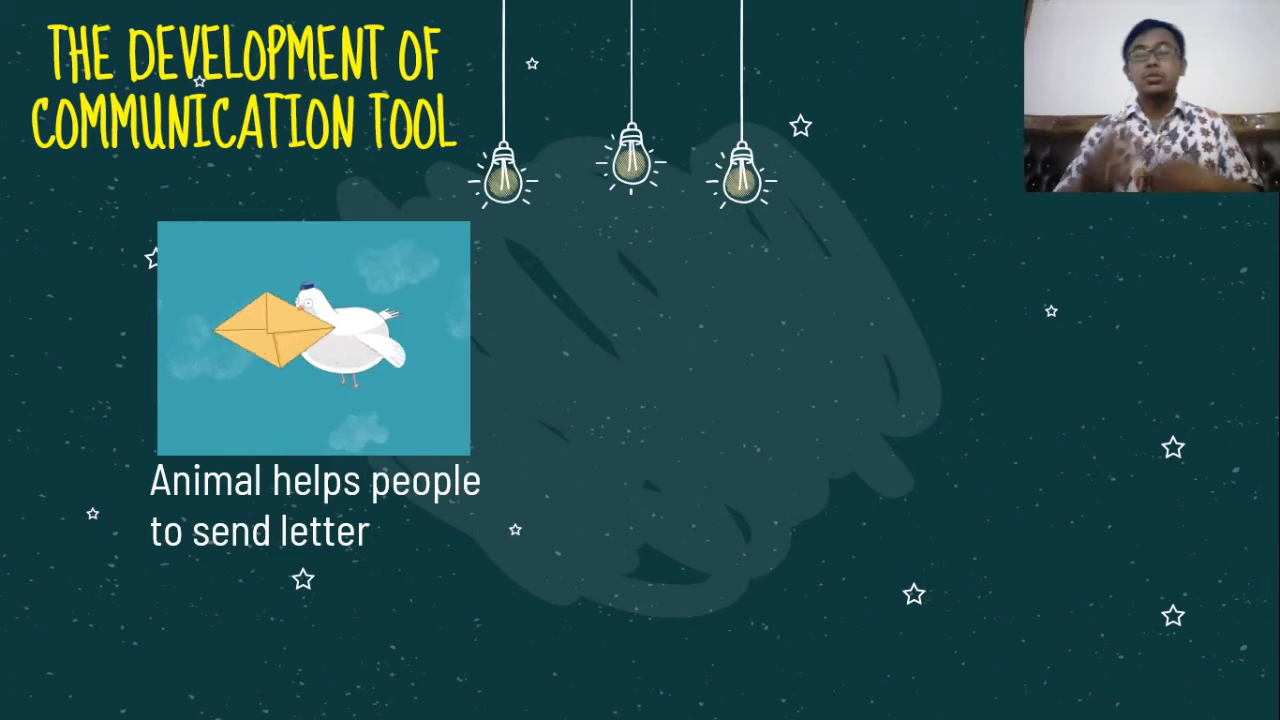 THE DEVELOPMENT OF
COMMUNICATION TOOL
Animal helps people
to send letter